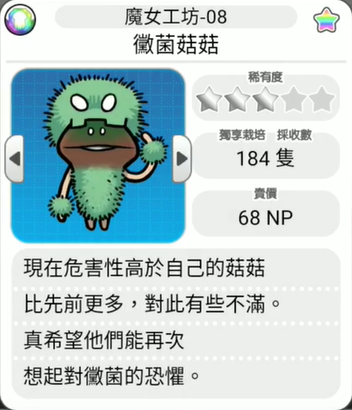 魔女工坊-08
黴菌菇菇
稀有度
獨享栽培 採收數
184 隻
賣價
68 NP
現在危害性高於自己的菇菇
比先前更多，對此有些不滿。
真希望他們能再次
想起對黴菌的恐懼。